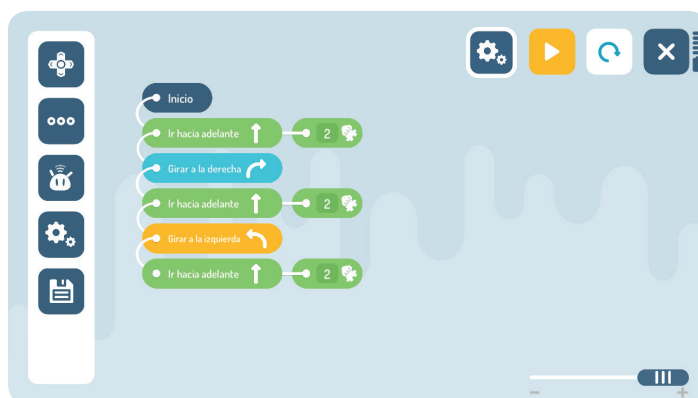 Inicio
Ir hacia adelante 2
Girar a la derecha
Ir hacia adelante 2
Girar a la izquierda
Ir hacia adelante 2
- +